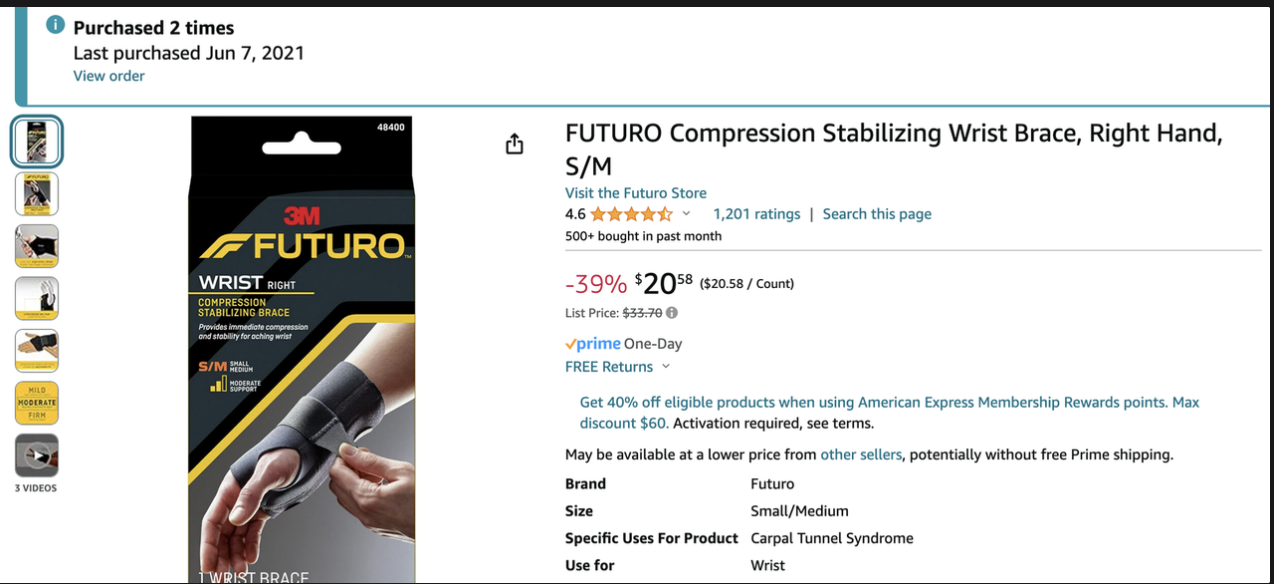 Purchased 2 times
Last purchased Jun 7, 2021
View order
48400
3M
FUTURO™
WRIST RIGHT
COMPRESSION
STABILIZING BRACE
Provides immediate compression
and stability for aching wrist
S/M SMALL
MEDIUM
MODERATE
SUPPORT
1 WRIST BRACE
FUTURO
MILD
MODERATE
FIRM
3 VIDEOS
FUTURO Compression Stabilizing Wrist Brace, Right Hand,
S/M
Visit the Futuro Store
4.6 1,201 ratings | Search this page
500+ bought in past month
-39% $2058 ($20.58 / Count)
List Price: $33.70
prime One-Day
FREE Returns
Get 40% off eligible products when using American Express Membership Rewards points. Max
discount $60. Activation required, see terms.
May be available at a lower price from other sellers, potentially without free Prime shipping.
Brand Futuro
Size Small/Medium
Specific Uses For Product Carpal Tunnel Syndrome
Use for Wrist